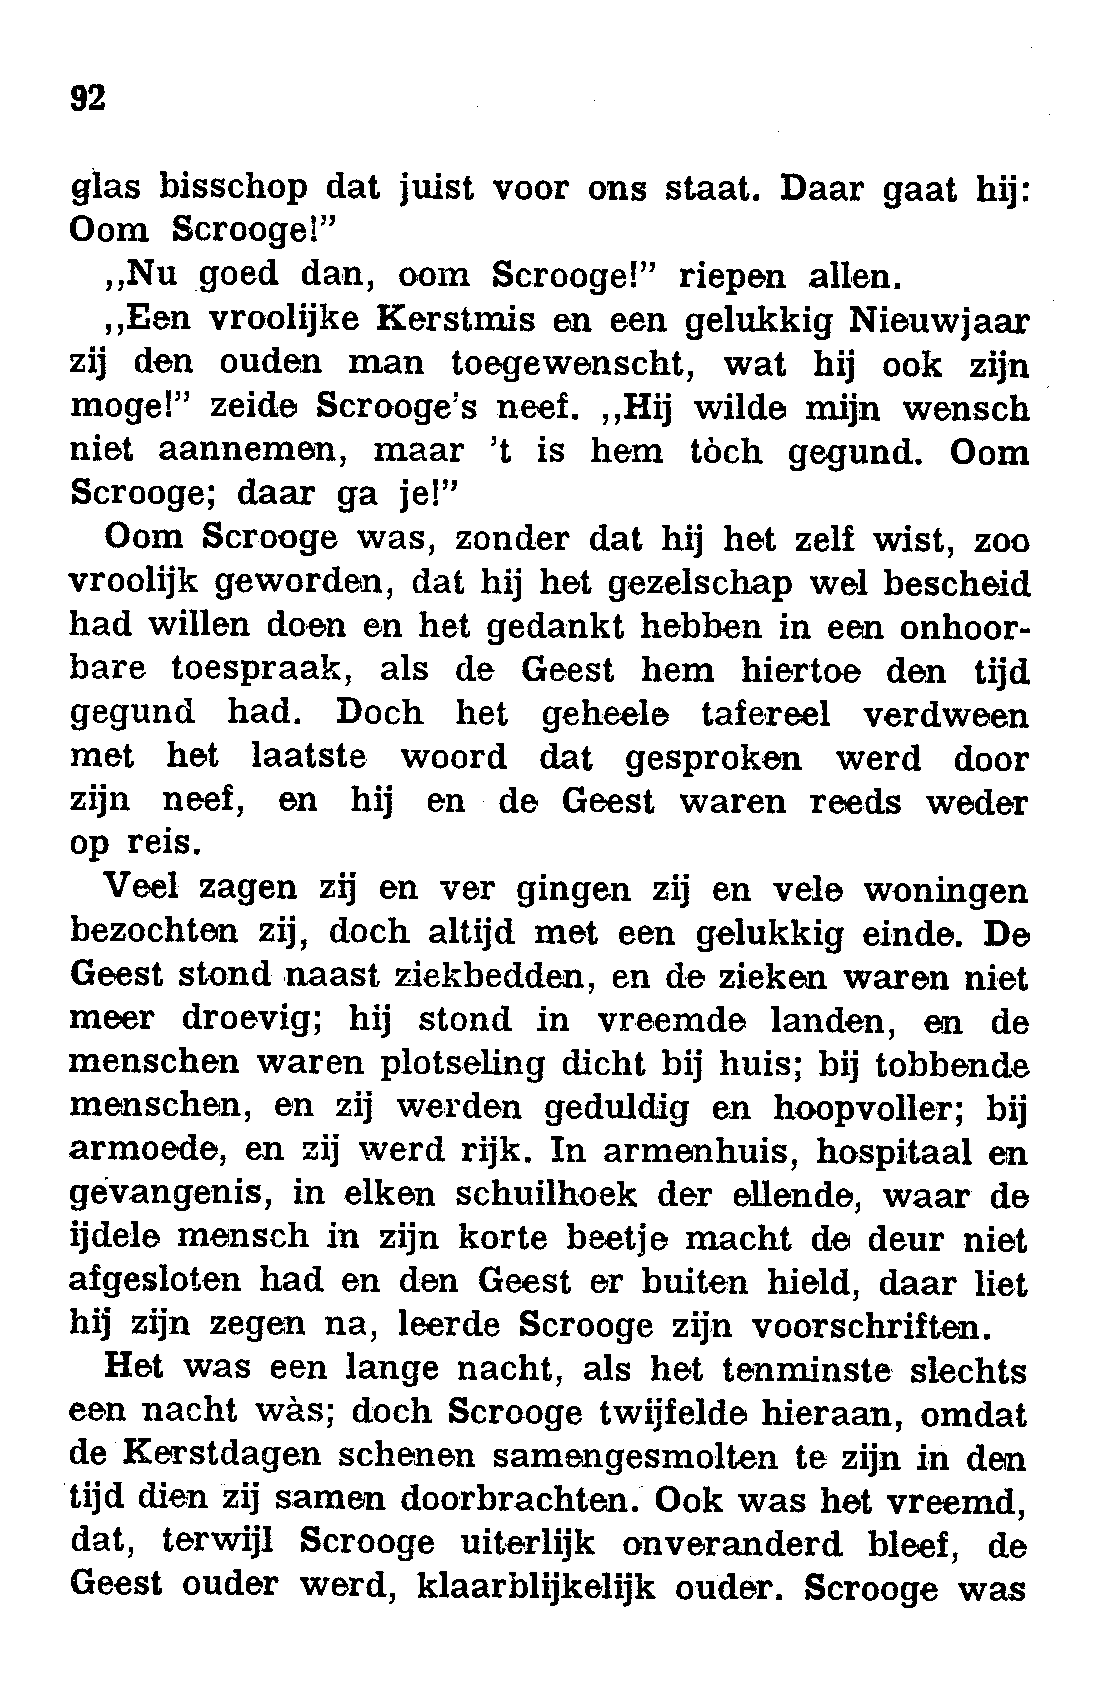 92
glas bisschop dat juist voor ons staat. Daar gaat hij:
Oom Scrooge!”
,,Nu goed dan, oom Scrooge!” riepen allen.
,,Een vroolijke Kerstmis en een gelukkig Nieuwjaar
zij den ouden man toegewenscht, wat hij ook zijn
moge!” zeide Scrooge's neef. ,,Hij wilde mijn wensch
niet aannemen, maar 't is hem tòch gegund. Oom
Scrooge; daar ga je!”
Oom Scrooge was, zonder dat hij het zelf wist, zoo
vroolijk geworden, dat hij het gezelschap wel bescheid
had willen doen en het gedankt hebben in een onhoor-
bare toespraak, als de Geest hem hiertoe den tijd
gegund had. Doch het geheele tafereel verdween
met het laatste woord dat gesproken werd door
zijn neef, en hij en de Geest waren reeds weder
op reis.
Veel zagen zij en ver gingen zij en vele woningen
bezochten zij, doch altijd met een gelukkig einde. De
Geest stond naast ziekbedden, en de zieken waren niet
meer droevig; hij stond in vreemde landen, en de
menschen waren plotseling dicht bij huis; bij tobbende
menschen, en zij werden geduldig en hoopvoller; bij
armoede, en zij werd rijk. In armenhuis, hospitaal en
gevangenis, in elken schuilhoek der ellende, waar de
ijdele mensch in zijn korte beetje macht de deur niet
afgesloten had en den Geest er buiten hield, daar liet
hij zijn zegen na, leerde Scrooge zijn voorschriften.
Het was een lange nacht, als het tenminste slechts
een nacht wàs; doch Scrooge twijfelde hieraan, omdat
de Kerstdagen schenen samengesmolten te zijn in den
tijd dien zij samen doorbrachten. Ook was het vreemd,
dat, terwijl Scrooge uiterlijk onveranderd bleef, de
Geest ouder werd, klaarblijkelijk ouder. Scrooge was